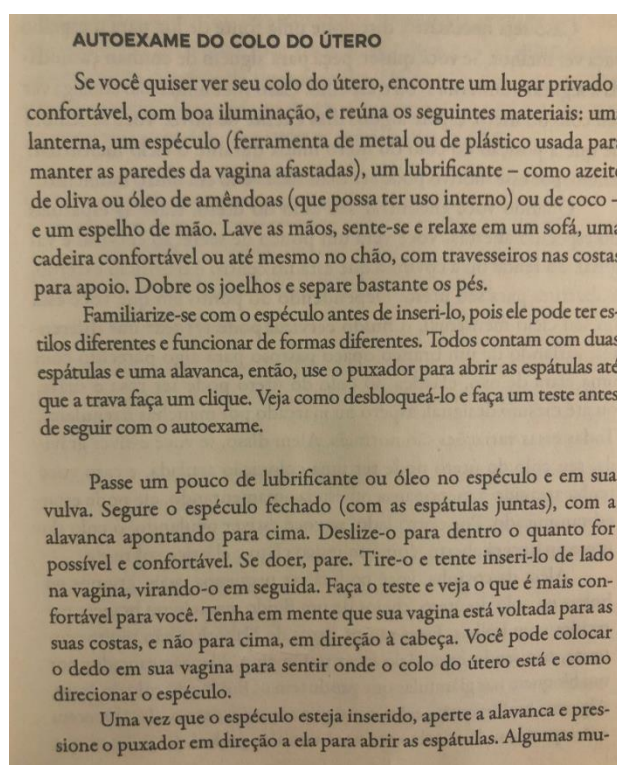 AUTOEXAME DO COLO DO ÚTERO
Se você quiser ver seu colo do útero, encontre um lugar privado
confortável, com boa iluminação, e reúna os seguintes materiais: um
lanterna, um espéculo (ferramenta de metal ou de plástico usada par
manter as paredes da vagina afastadas), um lubrificante – como azeit
de oliva ou óleo de amêndoas (que possa ter uso interno) ou de coco –
e um espelho de mão. Lave as mãos, sente-se e relaxe em um sofá, uma
cadeira confortável ou até mesmo no chão, com travesseiros nas costas
para apoio. Dobre os joelhos e separe bastante os pés.
Familiarize-se com o espéculo antes de inseri-lo, pois ele pode ter es-
tilos diferentes e funcionar de formas diferentes. Todos contam com duas
espátulas e uma alavanca, então, use o puxador para abrir as espátulas até
que a trava faça um clique. Veja como desbloqueá-lo e faça um teste antes
de seguir com o autoexame.
Passe um pouco de lubrificante ou óleo no espéculo e em sua
vulva. Segure o espéculo fechado (com as espátulas juntas), com a
alavanca apontando para cima. Deslize-o para dentro o quanto for
possível e confortável. Se doer, pare. Tire-o e tente inseri-lo de lado
na vagina, virando-o em seguida. Faça o teste e veja o que é mais con-
fortável para você. Tenha em mente que sua vagina está voltada para as
suas costas, e não para cima, em direção à cabeça. Você pode colocar
o dedo em sua vagina para sentir onde o colo do útero está e como
direcionar o espéculo.
Uma vez que o espéculo esteja inserido, aperte a alavanca e pres-
sione o puxador em direção a ela para abrir as espátulas. Algumas mu-